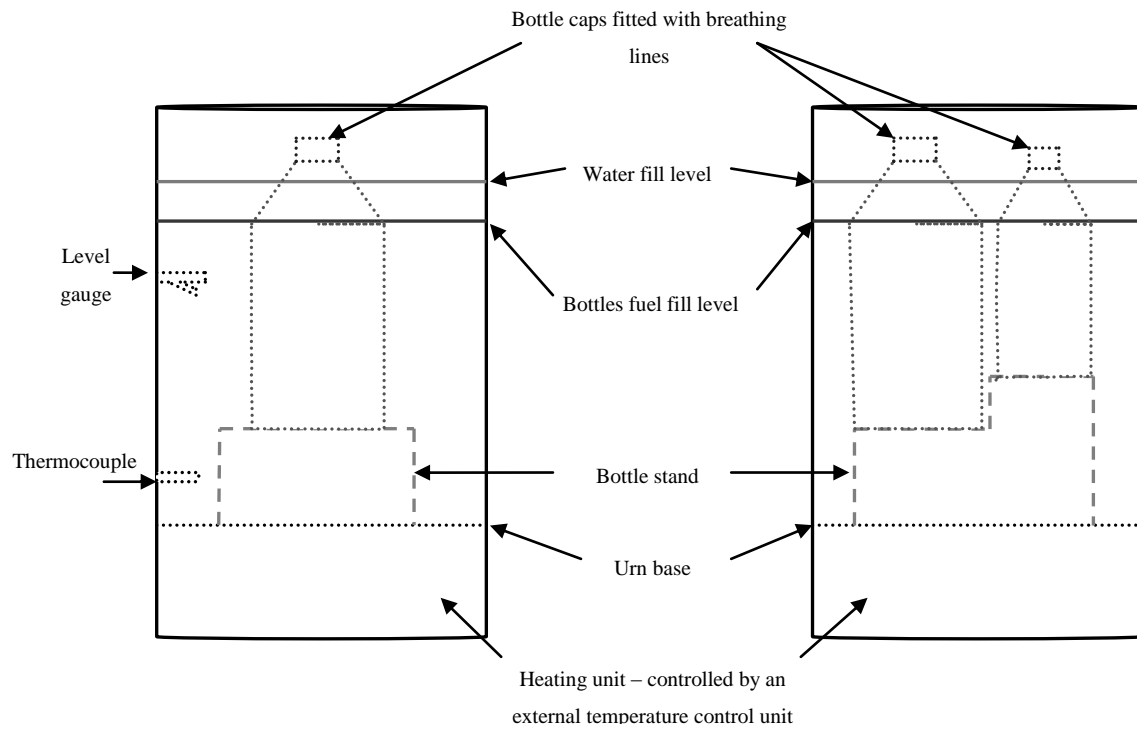 Bottle caps fitted with breathing
lines
Water fill level
Level
gauge
Bottles fuel fill level
Thermocouple
Bottle stand
Urn base
Heating unit – controlled by an
external temperature control unit